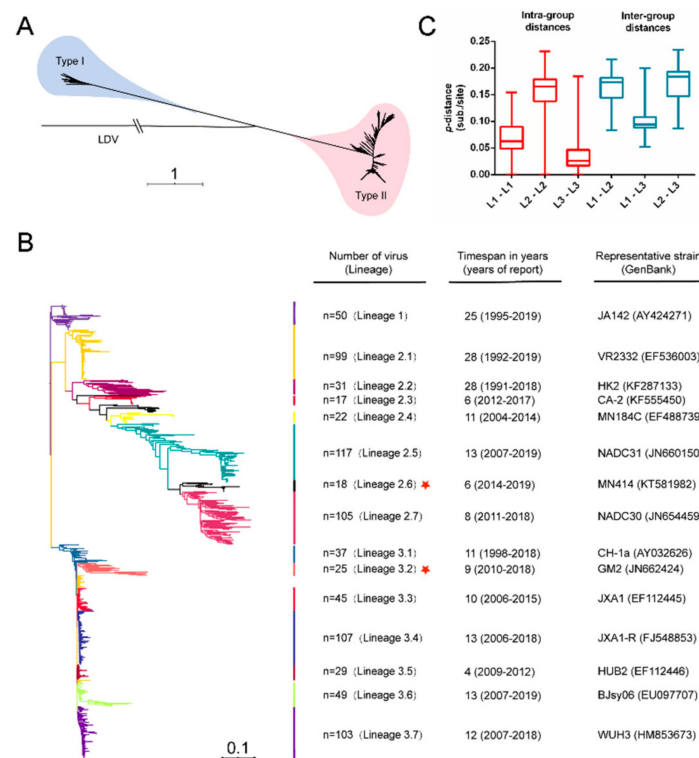 A
Type I
LDV
1
Type II
C
Intra-group distances
Inter-group distances
p-distance (sub./site)
0.25
0.20
0.15
0.10
0.05
0.00
L1 - L1
L2 - L2
L3 - L3
L1 - L2
L1 - L3
L2 - L3
B
Number of virus (Lineage)
Timespan in years (years of report)
Representative strain (GenBank)
n=50 (Lineage 1) 25 (1995-2019) JA142 (AY424271)
n=99 (Lineage 2.1) 28 (1992-2019) VR2332 (EF536003)
n=31 (Lineage 2.2) 28 (1991-2018) HK2 (KF287133)
n=17 (Lineage 2.3) 6 (2012-2017) CA-2 (KF555450)
n=22 (Lineage 2.4) 11 (2004-2014) MN184C (EF488739
n=117 (Lineage 2.5) 13 (2007-2019) NADC31 (JN660150
n=18 (Lineage 2.6) 6 (2014-2019) MN414 (KT581982)
n=105 (Lineage 2.7) 8 (2011-2018) NADC30 (JN654459
n=37 (Lineage 3.1) 11 (1998-2018) CH-1a (AY032626)
n=25 (Lineage 3.2) 9 (2010-2018) GM2 (JN662424)
n=45 (Lineage 3.3) 10 (2006-2015) JXA1 (EF112445)
n=107 (Lineage 3.4) 13 (2006-2018) JXA1-R (FJ548853)
n=29 (Lineage 3.5) 4 (2009-2012) HUB2 (EF112446)
n=49 (Lineage 3.6) 13 (2007-2019) BJsy06 (EU097707)
n=103 (Lineage 3.7) 12 (2007-2018) WUH3 (HM853673)
0.1